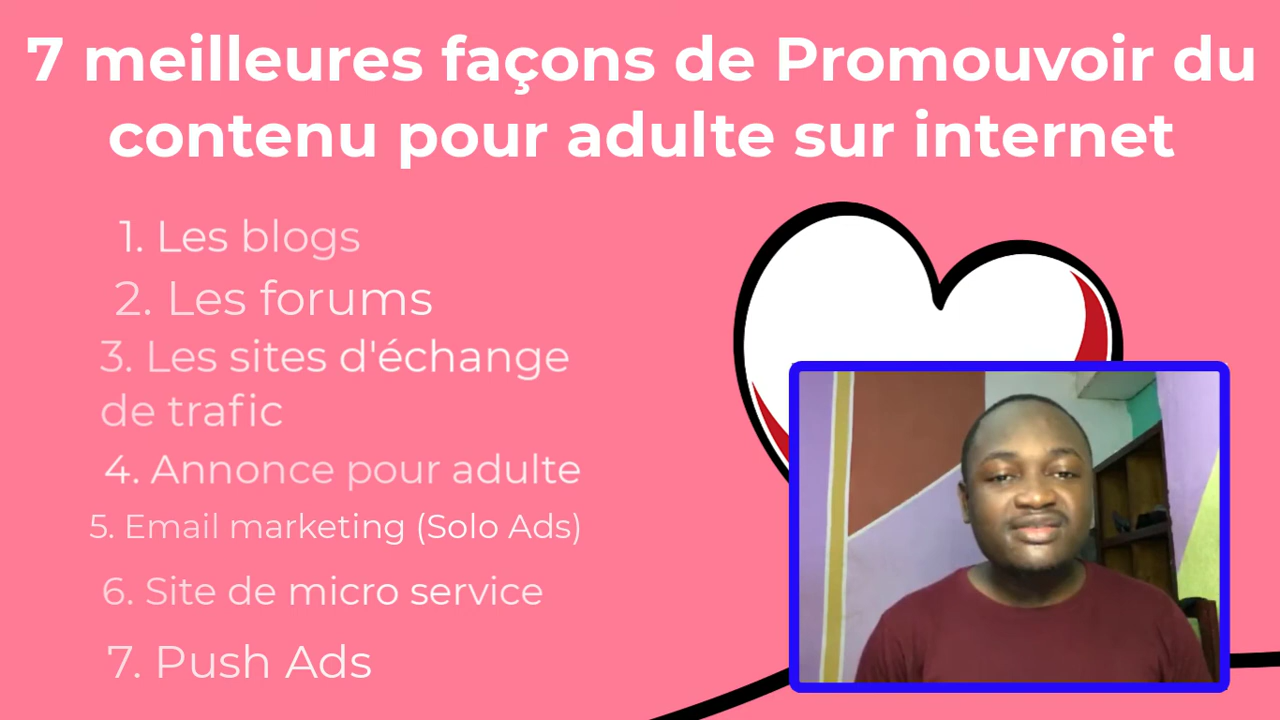 7 meilleures façons de Promouvoir du
contenu pour adulte sur internet
1. Les blogs
2. Les forums
3. Les sites d'échange
de trafic
4. Annonce pour adulte
5. Email marketing (Solo Ads)
6. Site de micro service
7. Push Ads